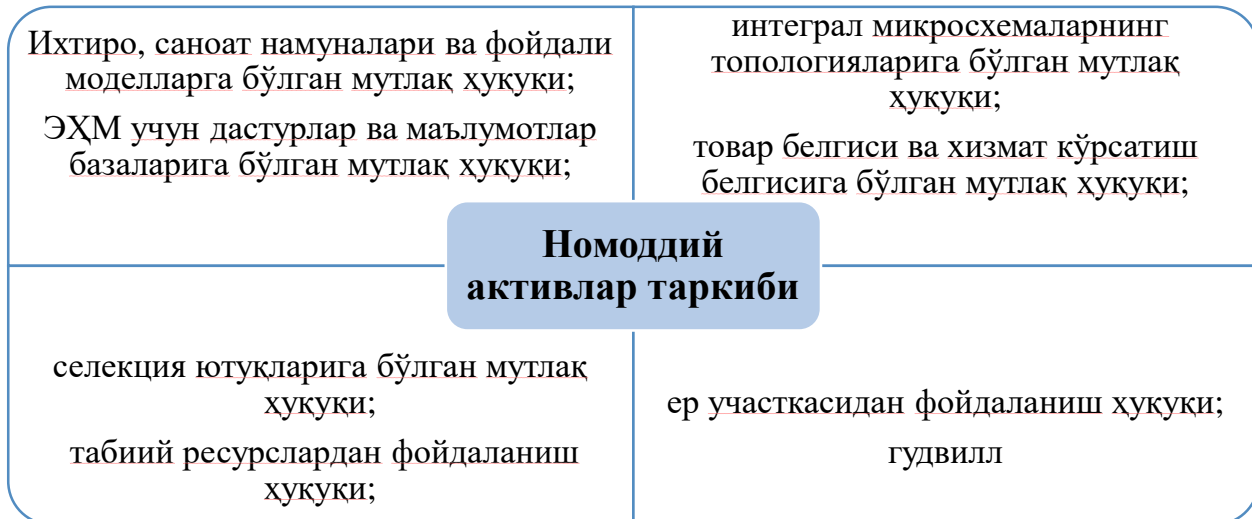 Ихтиро, саноат намуналари ва фойдали
моделларга бўлган мутлақ ҳуқуқи;
ЭҲМ учун дастурлар ва маълумотлар
базаларига бўлган мутлақ ҳуқуқи;
интеграл микросхемаларнинг
топологияларига бўлган мутлақ
ҳуқуқи;
товар белгиси ва хизмат кўрсатиш
белгисига бўлган мутлақ ҳуқуқи;
Номоддий
активлар таркиби
селекция ютуқларига бўлган мутлақ
ҳуқуқи;
табиий ресурслардан фойдаланиш
ҳуқуқи;
ер участкасидан фойдаланиш ҳуқуқи;
гудвилл